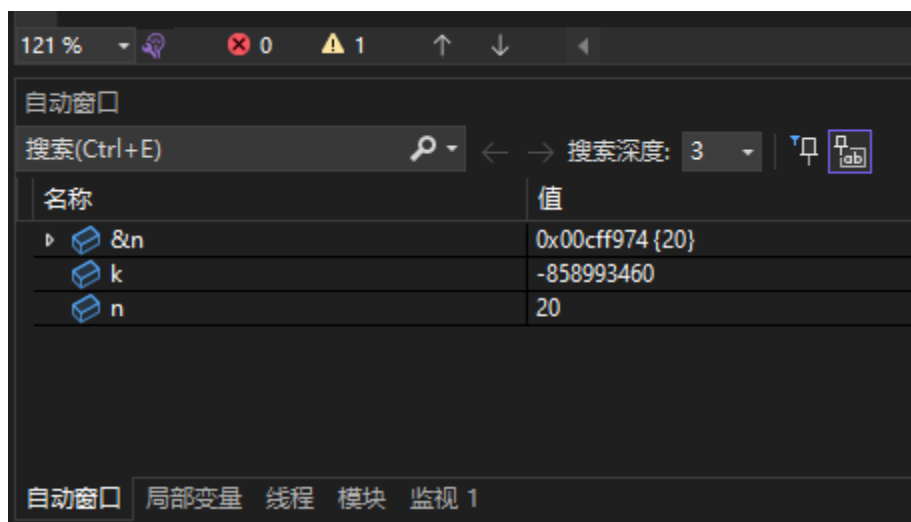 121 % 0 1
自动窗口
搜索(Ctrl+E) 搜索深度: 3 ab
名称 值
&n 0x00cff974 {20}
k -858993460
n 20
自动窗口 局部变量 线程 模块 监视 1